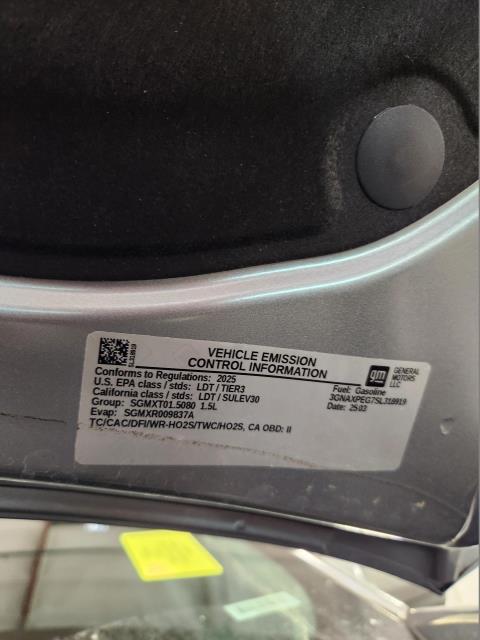 SL318919
VEHICLE EMISSION
CONTROL INFORMATION
Conforms to Regulations: 2025
U.S. EPA class / stds: LDT / TIER3
California class / stds: LDT / SULEV30
Group: SGMXT01.5080 1.5L
Evap: SGMXR009837A
TC/CAC/DFI/WR-HO2S/TWC/HO2S, CA OBD: II
gm
GENERAL
MOTORS
LLC
Fuel: Gasoline
3GNAXPEG7SL318919
Date: 25.03